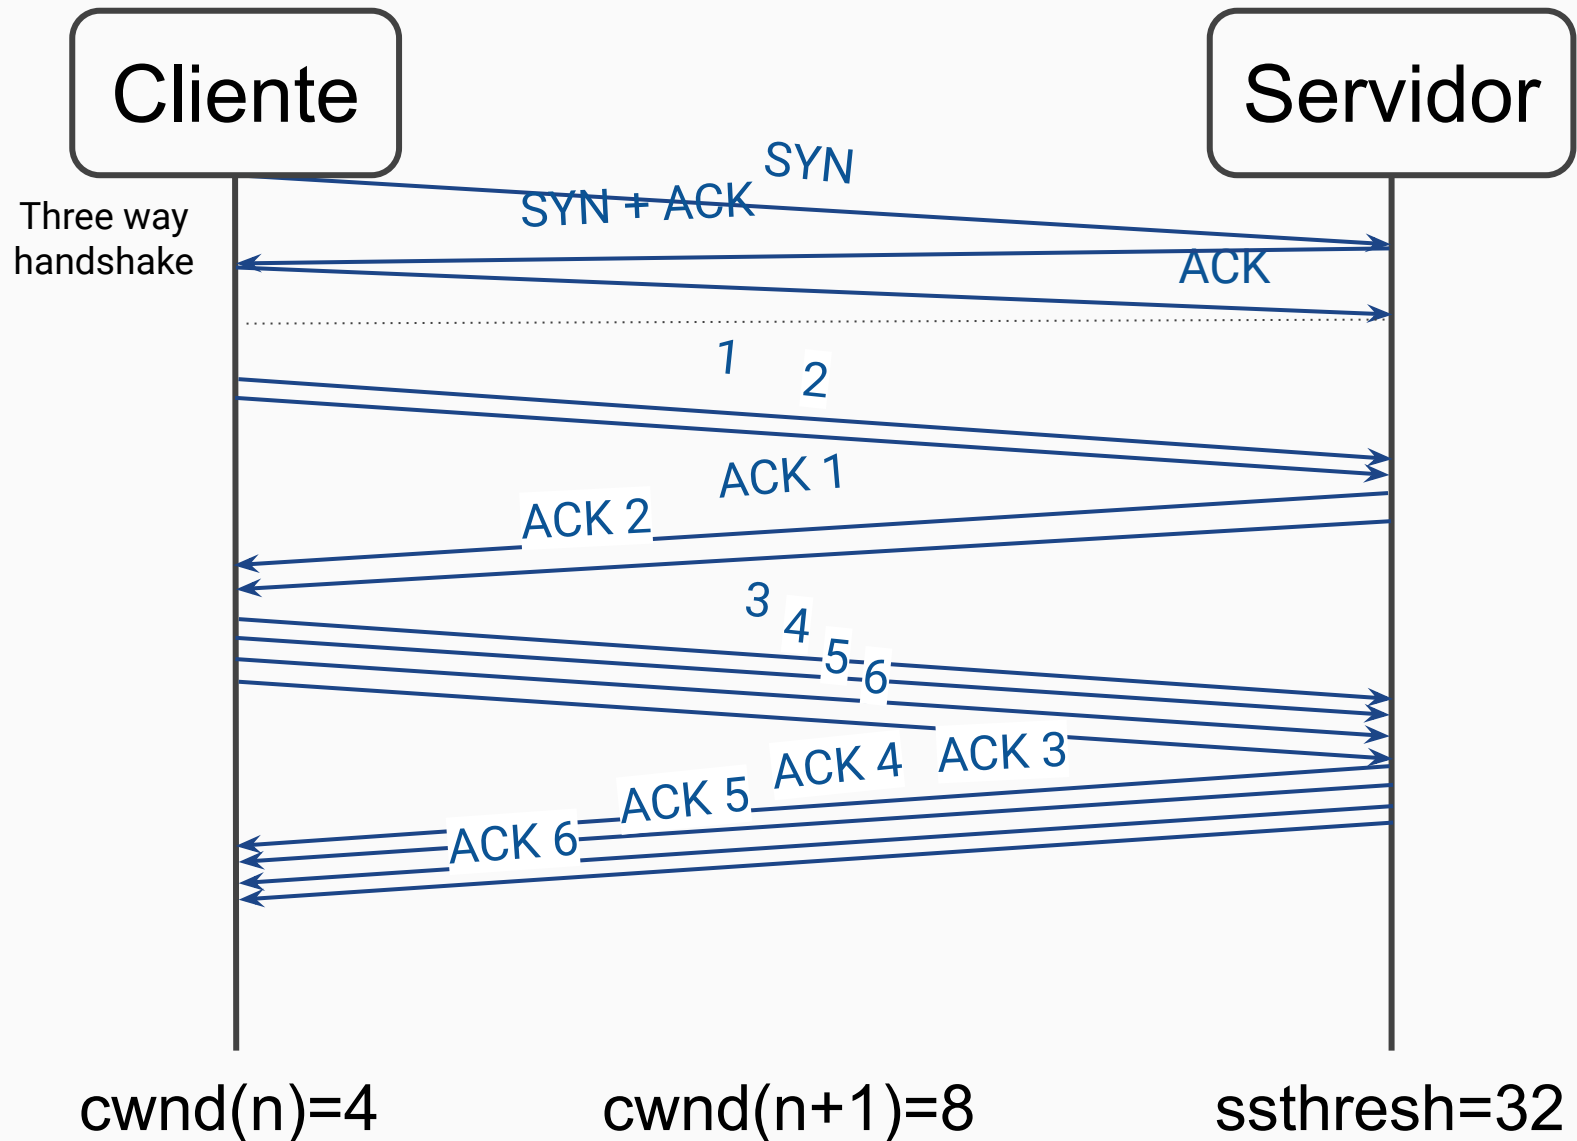 Cliente
Servidor
SYN
Three way
handshake
SYN + ACK
ACK
1
2
ACK 1
ACK 2
3
4
5
6
ACK 3
ACK 4
ACK 5
ACK 6
cwnd(n)=4
cwnd(n+1)=8
ssthresh=32